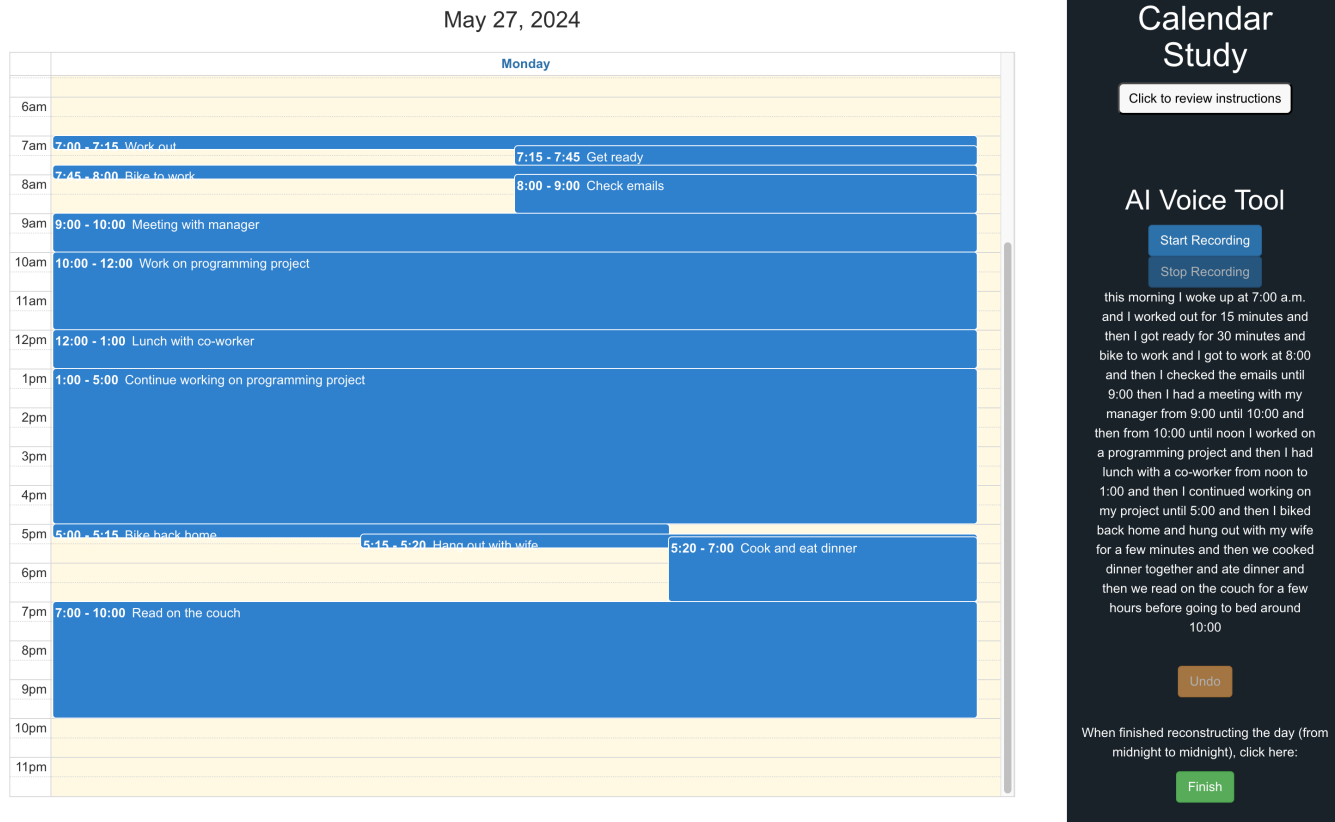 May 27, 2024
Monday
6am
7am
7:00 - 7:15 Work out
7:15 - 7:45 Get ready
7:45 - 8:00 Bike to work
8am
8:00 - 9:00 Check emails
9am
9:00 - 10:00 Meeting with manager
10am
10:00 - 12:00 Work on programming project
11am
12pm
12:00 - 1:00 Lunch with co-worker
1pm
1:00 - 5:00 Continue working on programming project
2pm
3pm
4pm
5pm
5:00 - 5:15 Bike back home
5:15 - 5:20 Hang out with wife
5:20 - 7:00 Cook and eat dinner
6pm
7pm
7:00 - 10:00 Read on the couch
8pm
9pm
10pm
11pm
Calendar
Study
Click to review instructions
AI Voice Tool
Start Recording
Stop Recording
this morning I woke up at 7:00 a.m.
and I worked out for 15 minutes and
then I got ready for 30 minutes and
bike to work and I got to work at 8:00
and then I checked the emails until
9:00 then I had a meeting with my
manager from 9:00 until 10:00 and
then from 10:00 until noon I worked on
a programming project and then I had
lunch with a co-worker from noon to
1:00 and then I continued working on
my project until 5:00 and then I biked
back home and hung out with my wife
for a few minutes and then we cooked
dinner together and ate dinner and
then we read on the couch for a few
hours before going to bed around
10:00
Undo
When finished reconstructing the day (from
midnight to midnight), click here:
Finish